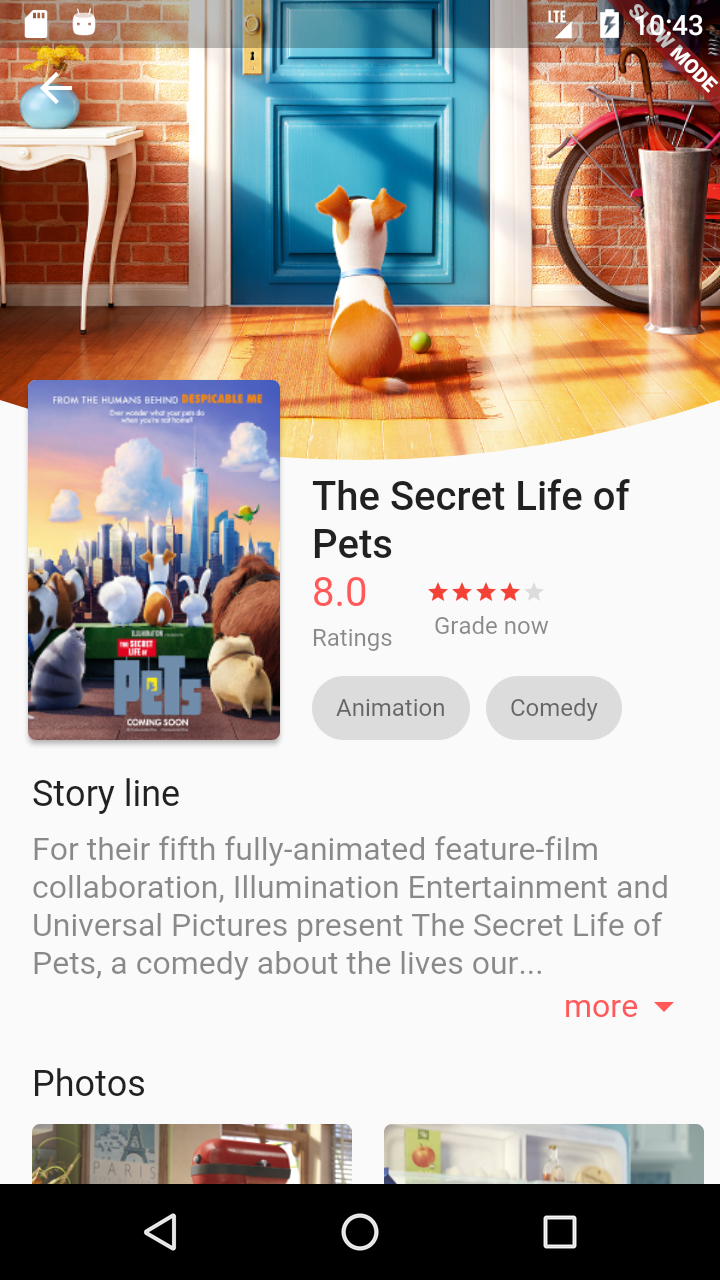 LTE
10:43
SLOW MODE
FROM THE HUMANS BEHIND DESPICABLE ME
Ever wonder what your pets do
when you're not home?
ILLUMINATION
THE SECRET
LIFE OF
PeTs
COMING SOON
The Secret Life of
Pets
8.0
Ratings
Grade now
Animation
Comedy
Story line
For their fifth fully-animated feature-film
collaboration, Illumination Entertainment and
Universal Pictures present The Secret Life of
Pets, a comedy about the lives our...
more
Photos
PARIS